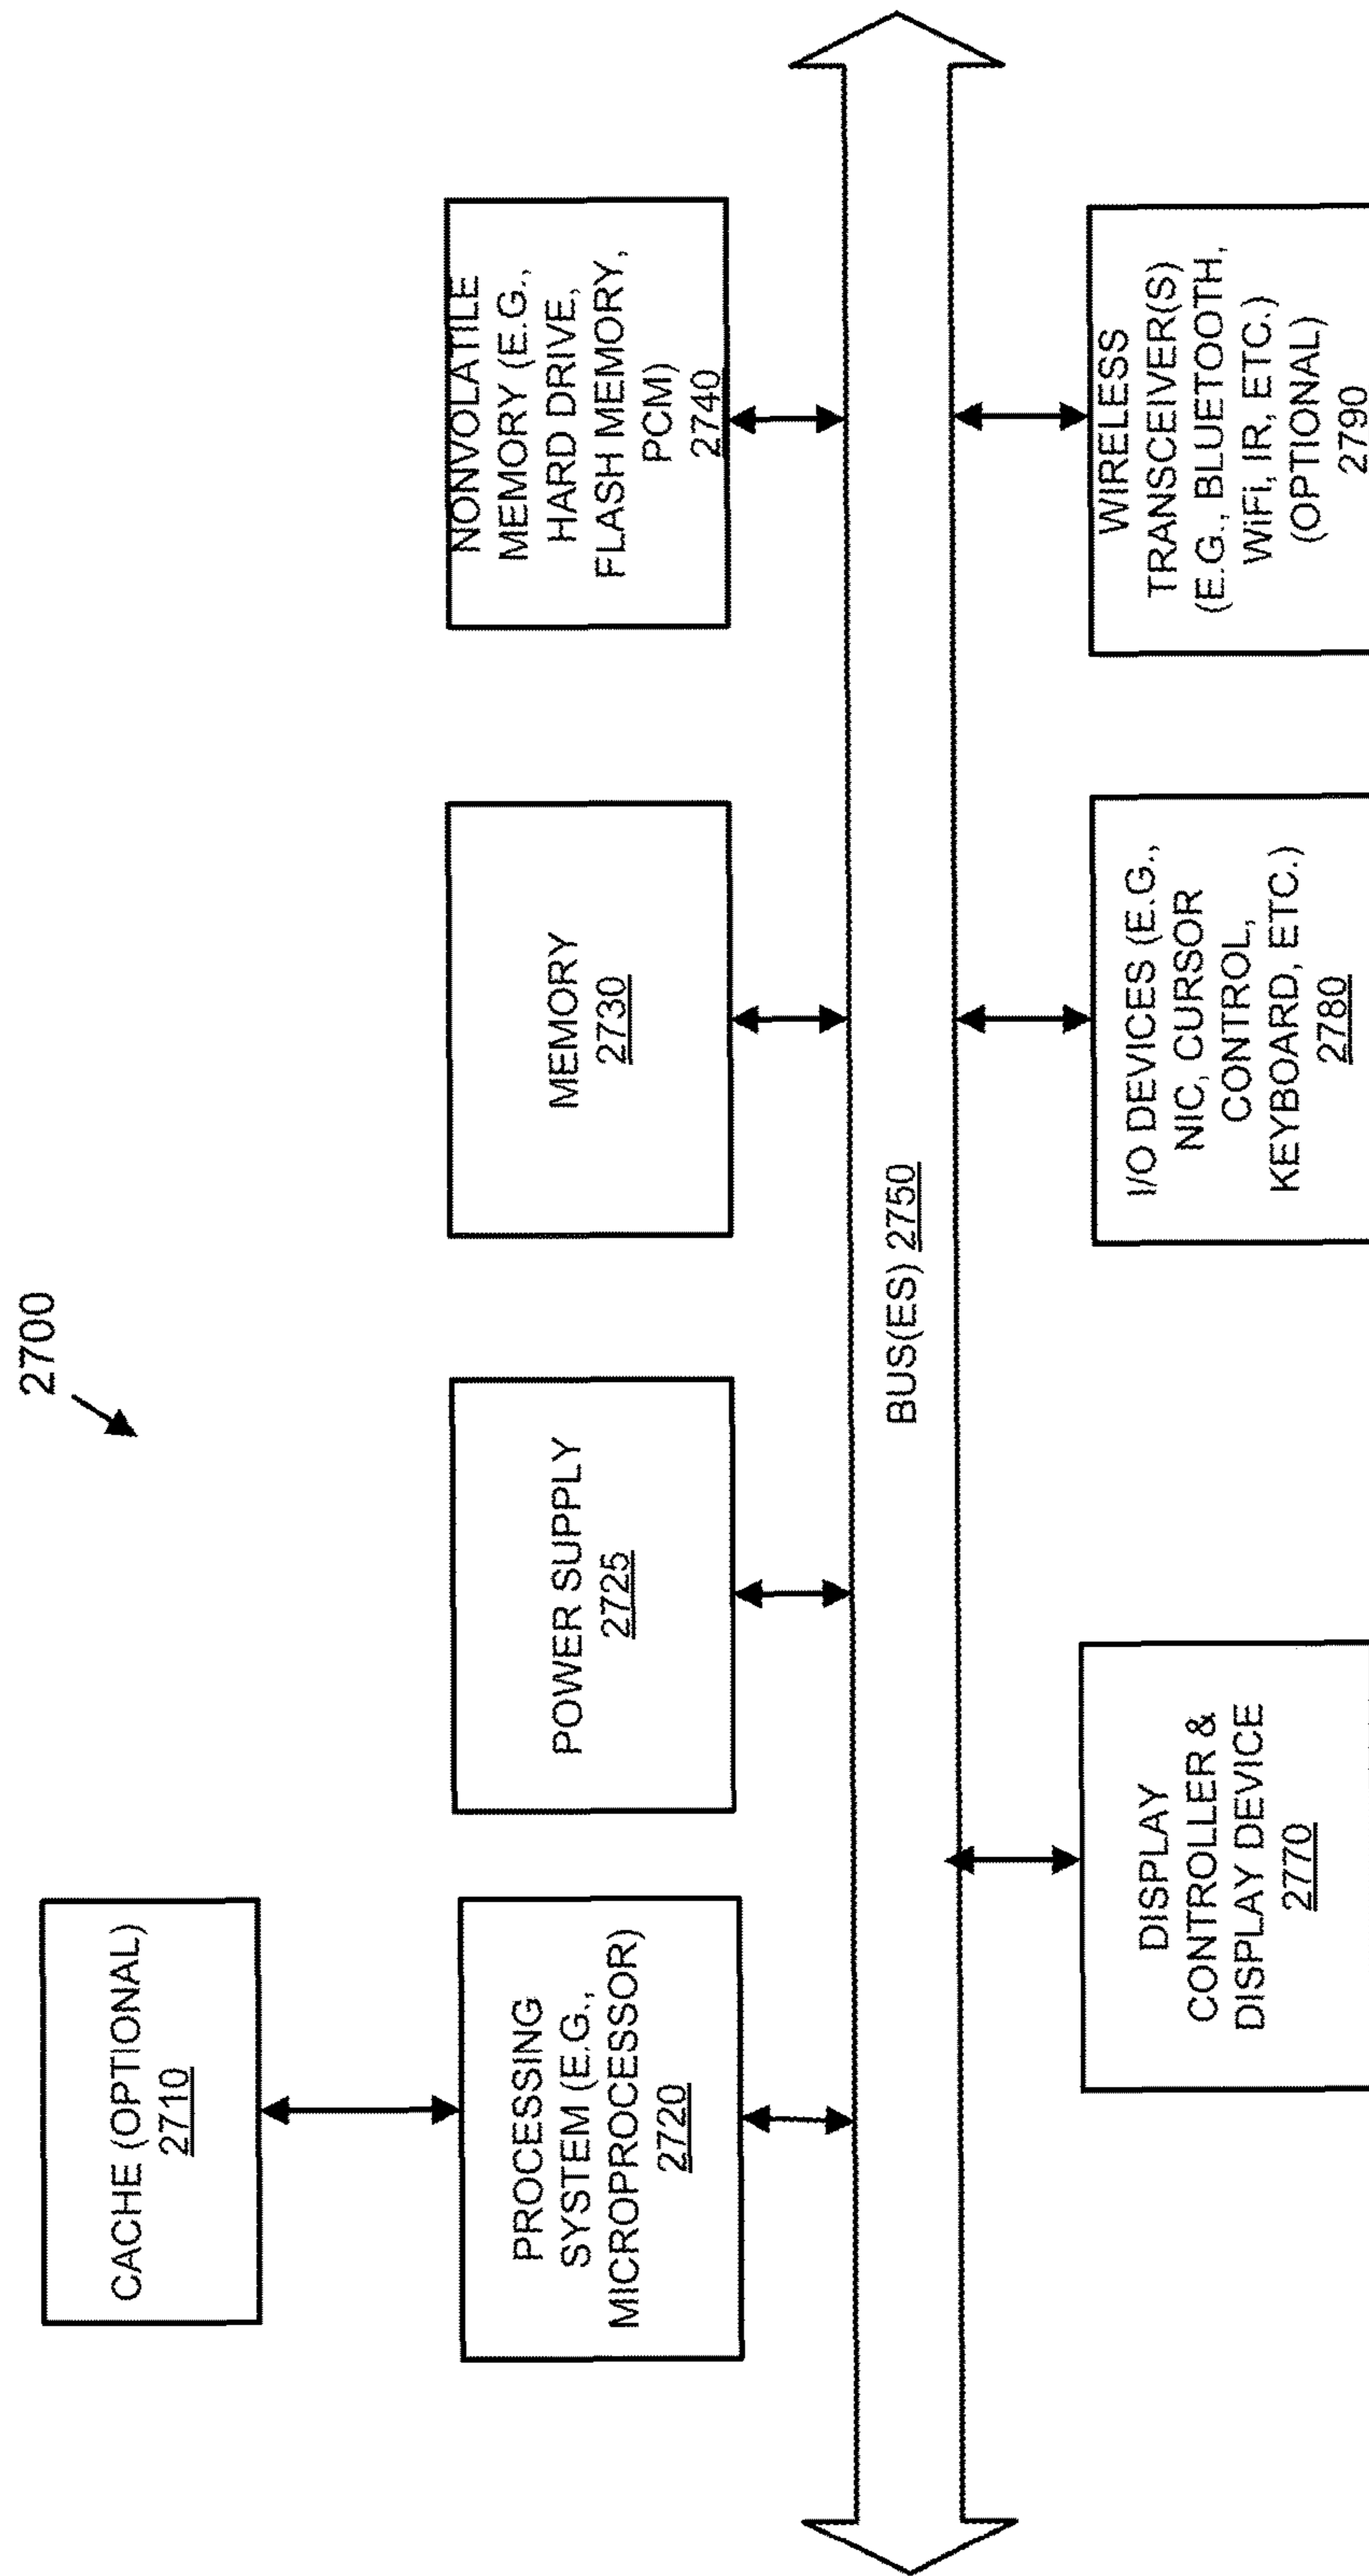 2700
CACHE (OPTIONAL)
2710
PROCESSING
SYSTEM (E.G.,
MICROPROCESSOR)
2720
POWER SUPPLY
2725
MEMORY
2730
NONVOLATILE
MEMORY (E.G.,
HARD DRIVE,
FLASH MEMORY,
PCM)
2740
BUS(ES) 2750
DISPLAY
CONTROLLER &
DISPLAY DEVICE
2770
I/O DEVICES (E.G.,
NIC, CURSOR
CONTROL,
KEYBOARD, ETC.)
2780
WIRELESS
TRANSCEIVER(S)
(E.G., BLUETOOTH,
WiFi, IR, ETC.)
(OPTIONAL)
2790